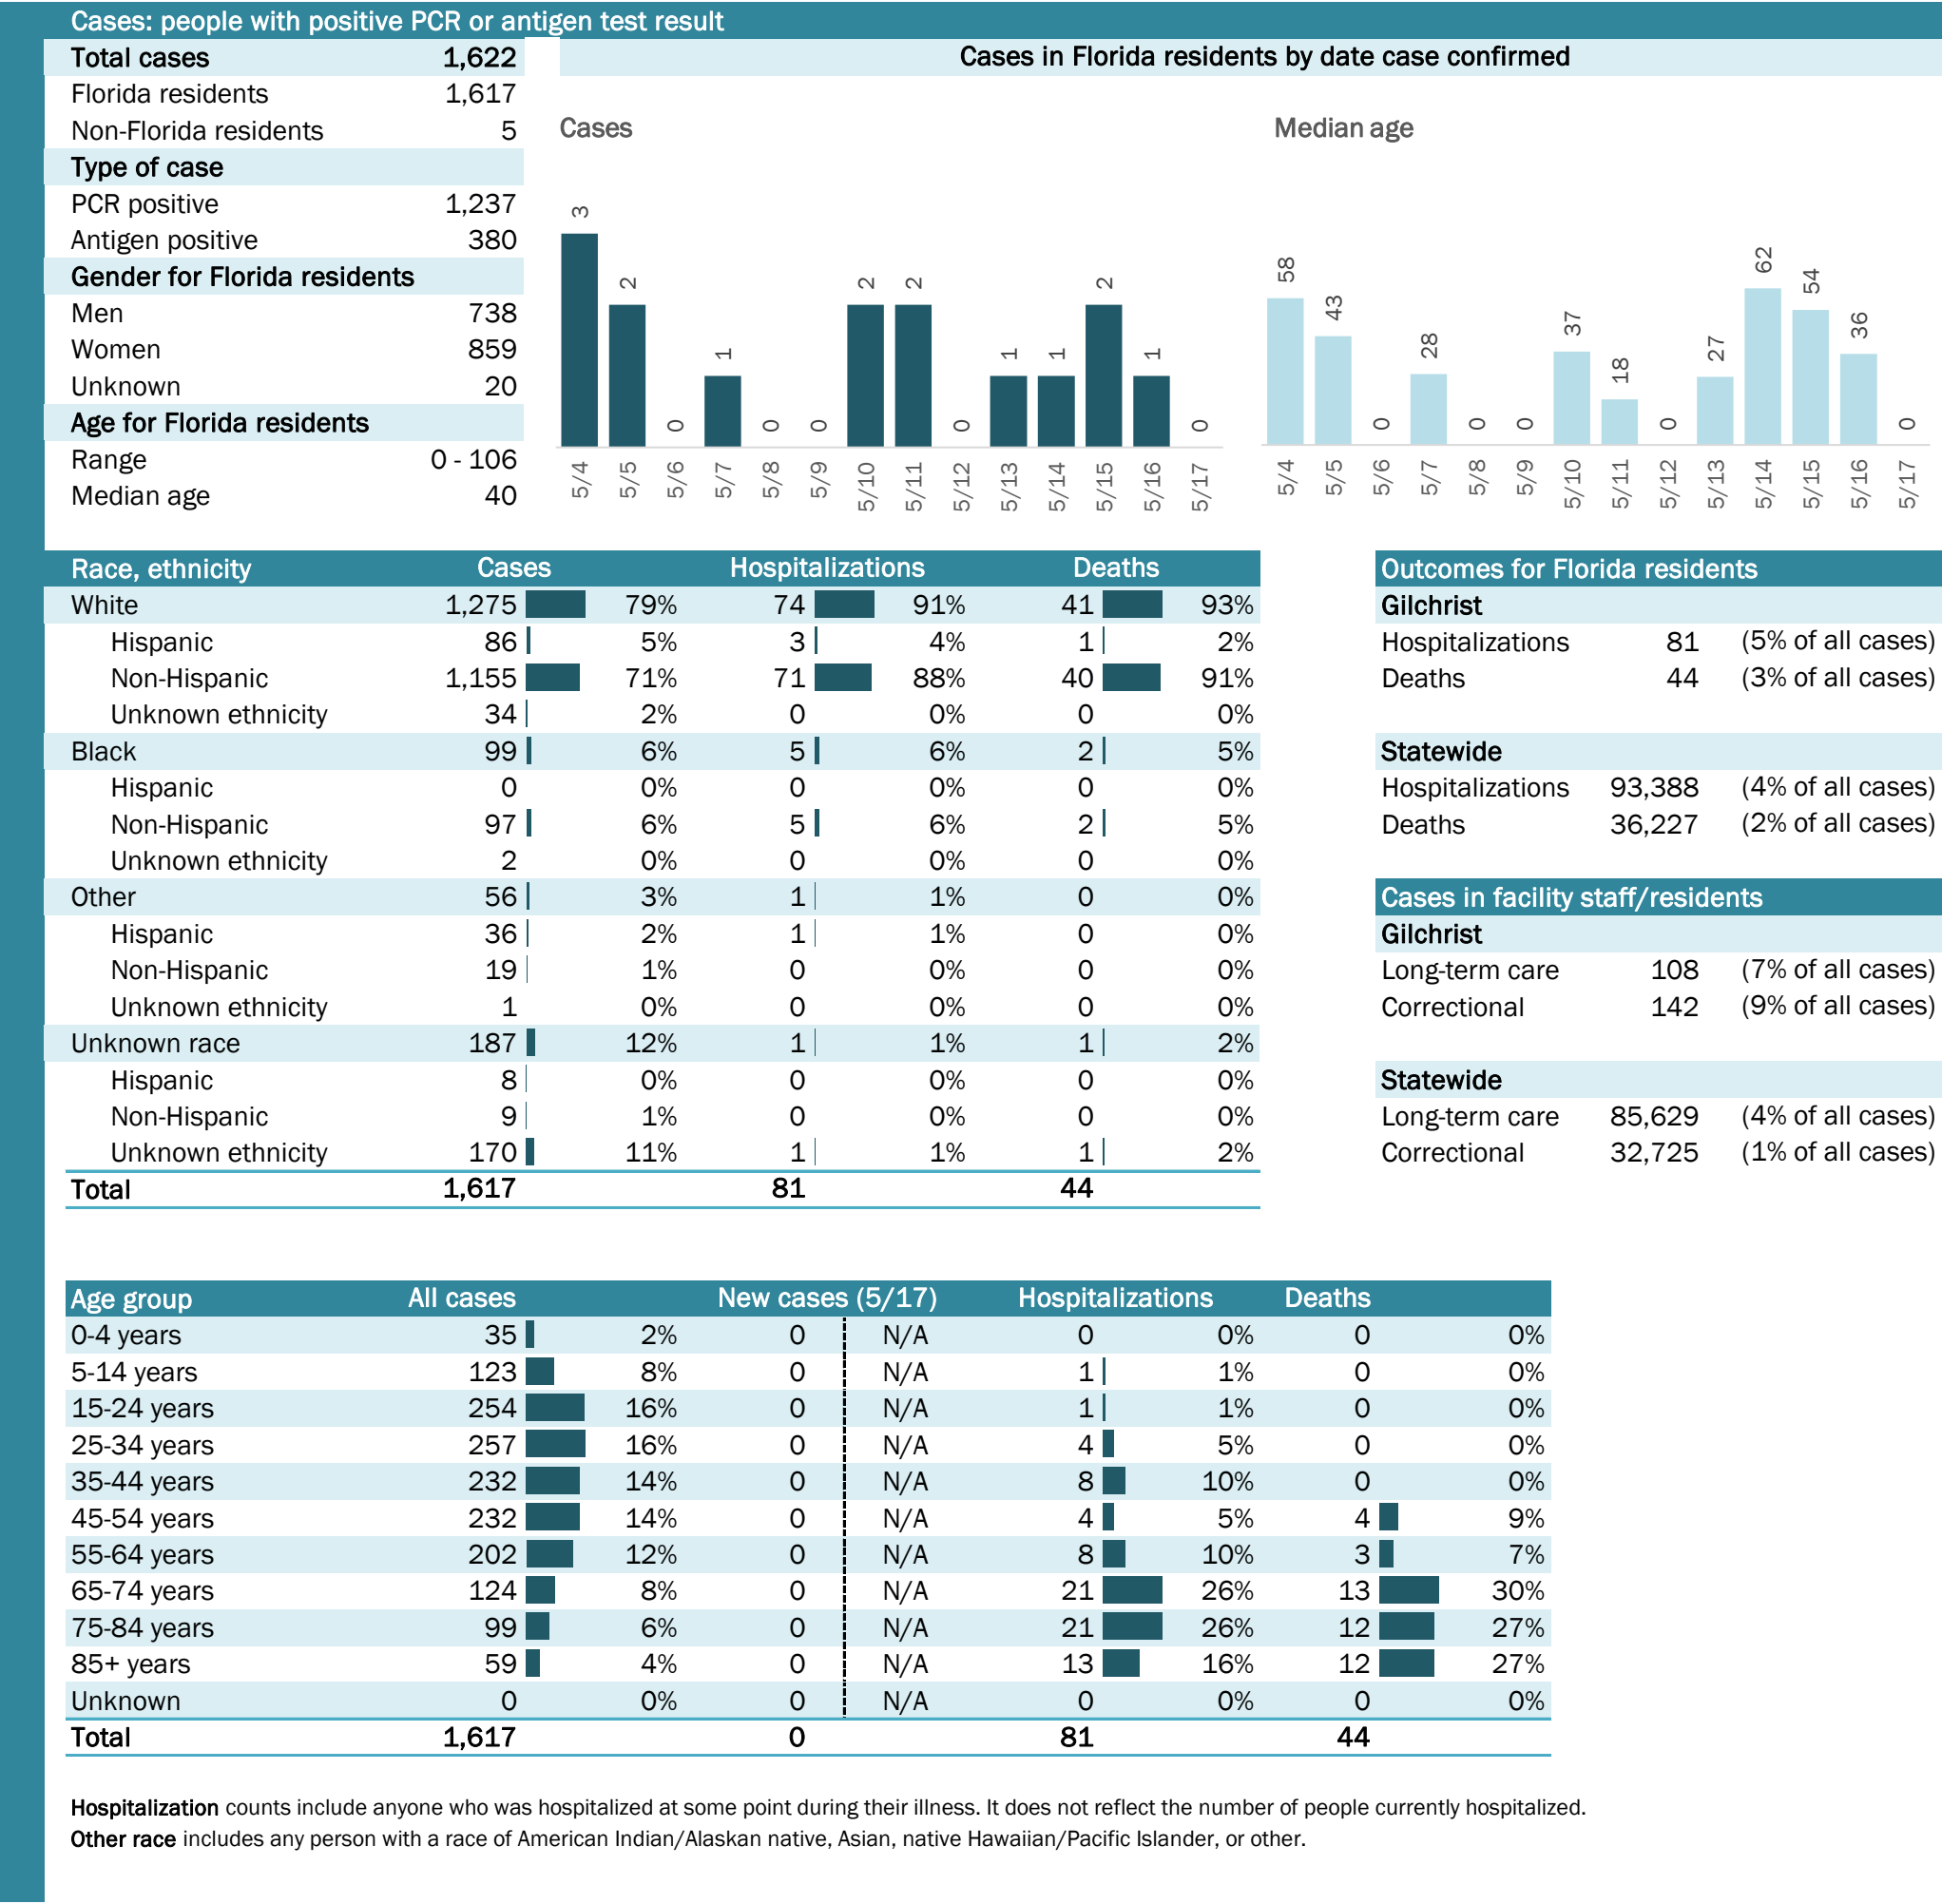 Cases: people with positive PCR or antigen test result
Total cases 1,622
Florida residents 1,617
Non-Florida residents 5
Type of case
PCR positive 1,237
Antigen positive 380
Gender for Florida residents
Men 738
Women 859
Unknown 20
Age for Florida residents
Range 0 - 106
Median age 40
Cases in Florida residents by date case confirmed
Cases
3 2 0 1 0 0 2 2 0 1 1 2 1 0
5/4 5/5 5/6 5/7 5/8 5/9 5/10 5/11 5/12 5/13 5/14 5/15 5/16 5/17
Median age
58 43 0 28 0 0 37 18 0 27 62 54 36 0
5/4 5/5 5/6 5/7 5/8 5/9 5/10 5/11 5/12 5/13 5/14 5/15 5/16 5/17
Race, ethnicity Cases Hospitalizations Deaths
White 1,275 79% 74 91% 41 93%
Hispanic 86 5% 3 4% 1 2%
Non-Hispanic 1,155 71% 71 88% 40 91%
Unknown ethnicity 34 2% 0 0% 0 0%
Black 99 6% 5 6% 2 5%
Hispanic 0 0% 0 0% 0 0%
Non-Hispanic 97 6% 5 6% 2 5%
Unknown ethnicity 2 0% 0 0% 0 0%
Other 56 3% 1 1% 0 0%
Hispanic 36 2% 1 1% 0 0%
Non-Hispanic 19 1% 0 0% 0 0%
Unknown ethnicity 1 0% 0 0% 0 0%
Unknown race 187 12% 1 1% 1 2%
Hispanic 8 0% 0 0% 0 0%
Non-Hispanic 9 1% 0 0% 0 0%
Unknown ethnicity 170 11% 1 1% 1 2%
Total 1,617 81 44
Outcomes for Florida residents
Gilchrist
Hospitalizations 81 (5% of all cases)
Deaths 44 (3% of all cases)
Statewide
Hospitalizations 93,388 (4% of all cases)
Deaths 36,227 (2% of all cases)
Cases in facility staff/residents
Gilchrist
Long-term care 108 (7% of all cases)
Correctional 142 (9% of all cases)
Statewide
Long-term care 85,629 (4% of all cases)
Correctional 32,725 (1% of all cases)
Age group All cases New cases (5/17) Hospitalizations Deaths
0-4 years 35 2% 0 N/A 0 0% 0 0%
5-14 years 123 8% 0 N/A 1 1% 0 0%
15-24 years 254 16% 0 N/A 1 1% 0 0%
25-34 years 257 16% 0 N/A 4 5% 0 0%
35-44 years 232 14% 0 N/A 8 10% 0 0%
45-54 years 232 14% 0 N/A 4 5% 4 9%
55-64 years 202 12% 0 N/A 8 10% 3 7%
65-74 years 124 8% 0 N/A 21 26% 13 30%
75-84 years 99 6% 0 N/A 21 26% 12 27%
85+ years 59 4% 0 N/A 13 16% 12 27%
Unknown 0 0% 0 N/A 0 0% 0 0%
Total 1,617 0 81 44
Hospitalization counts include anyone who was hospitalized at some point during their illness. It does not reflect the number of people currently hospitalized.
Other race includes any person with a race of American Indian/Alaskan native, Asian, native Hawaiian/Pacific Islander, or other.